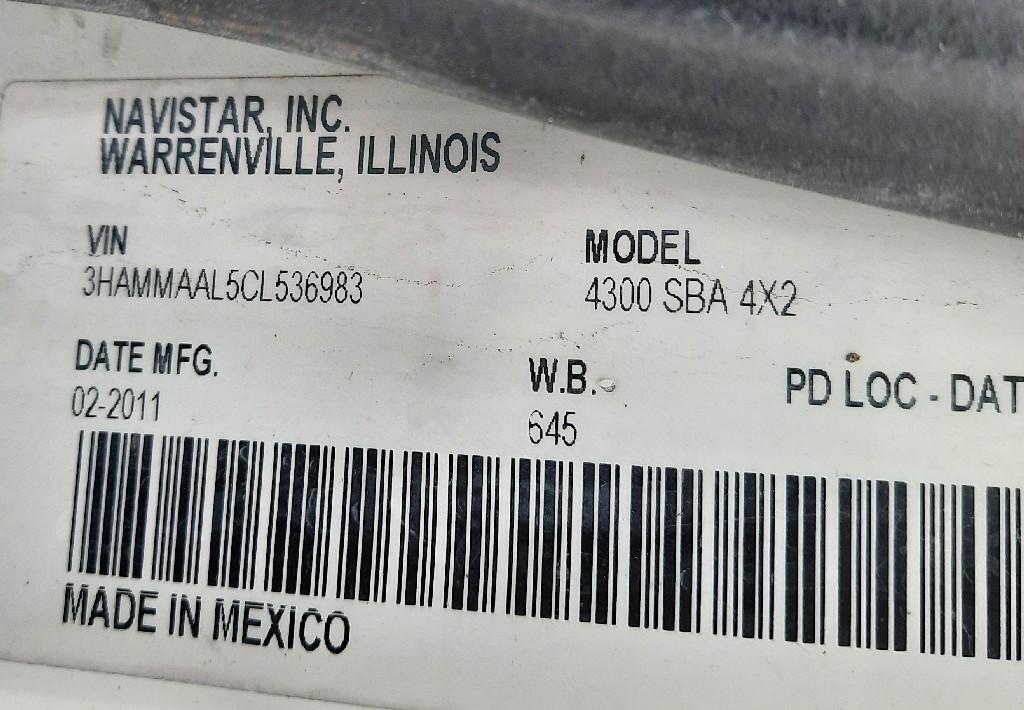 NAVISTAR, INC.
WARRENVILLE, ILLINOIS
VIN
3HAMMAAL5CL536983
MODEL
4300 SBA 4X2
DATE MFG.
02-2011
W.B.
645
PD LOC - DAT
MADE IN MEXICO